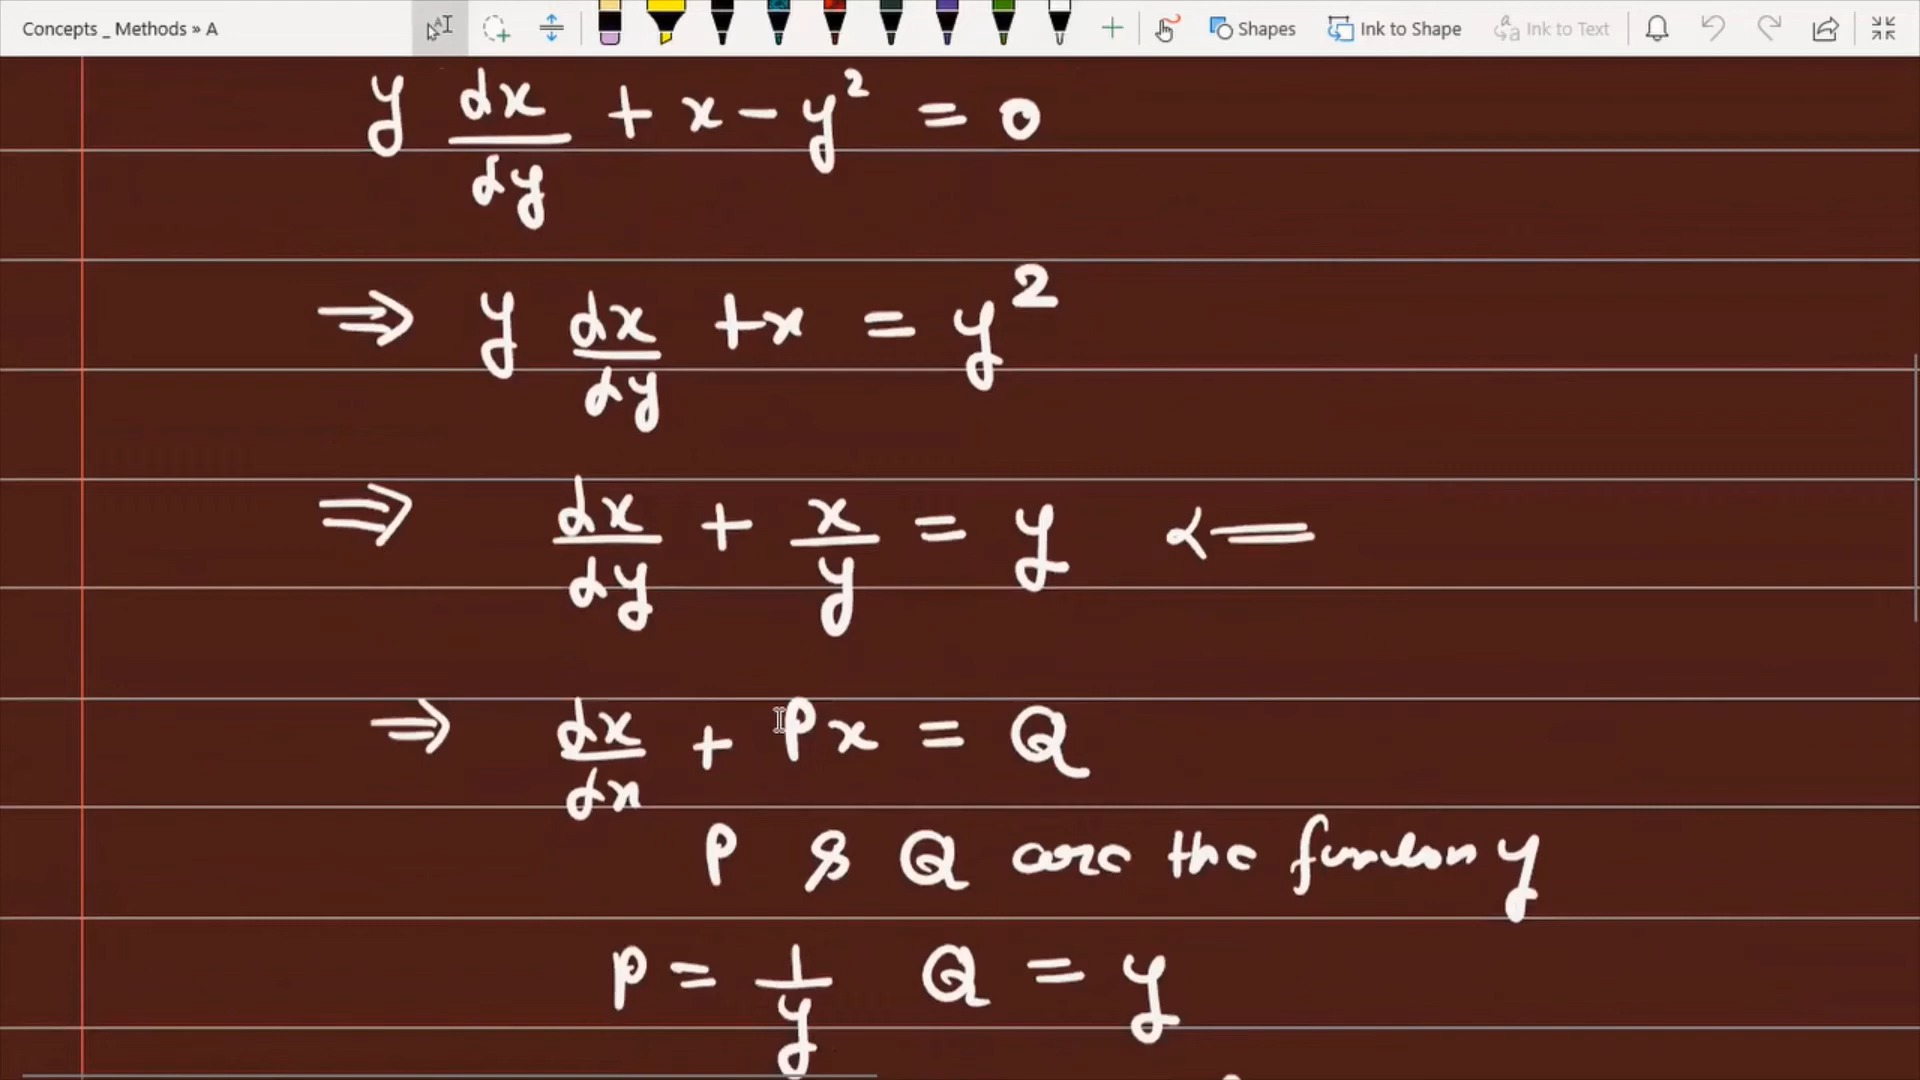 Concepts _ Methods » A
Shapes Ink to Shape Ink to Text
y dx/dy + x - y² = 0
⇒ y dx/dy + x = y²
⇒ dx/dy + x/y = y ⇐
⇒ dx/dx + Px = Q
P & Q are the function y
P = 1/y Q = y